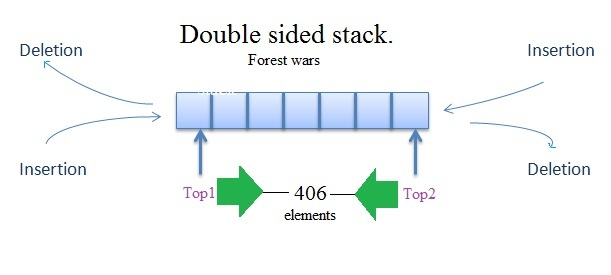 Double sided stack.
Forest wars
Deletion
Insertion
Insertion
Deletion
Top1
406
elements
Top2